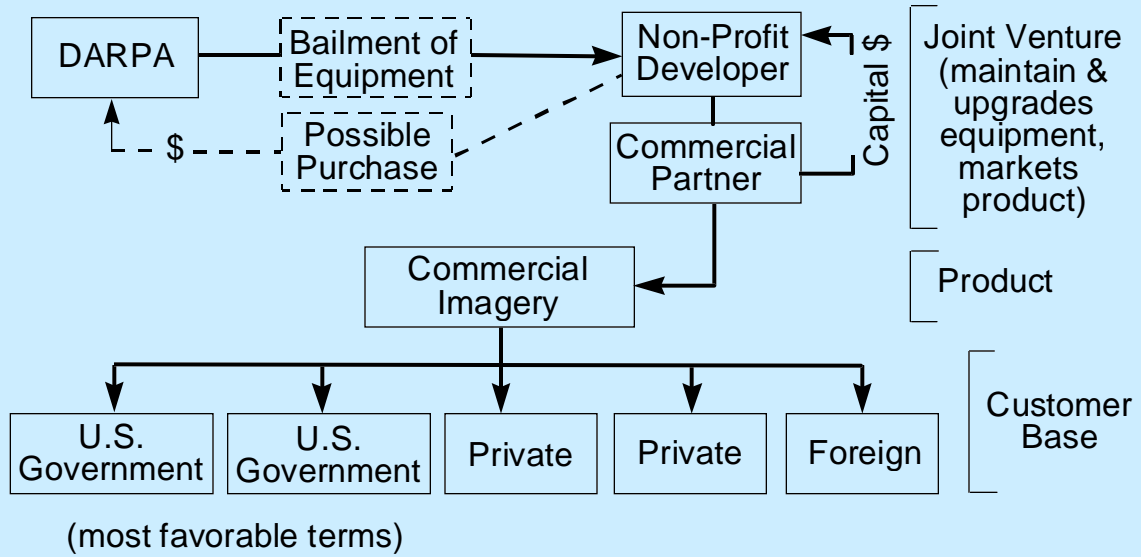 DARPA
Bailment of
Equipment
Non-Profit
Developer
Capital $
Joint Venture
(maintain &
upgrades
equipment,
markets
product)
$
Possible
Purchase
Commercial
Partner
Commercial
Imagery
Product
U.S.
Government
U.S.
Government
Private
Private
Foreign
Customer
Base
(most favorable terms)